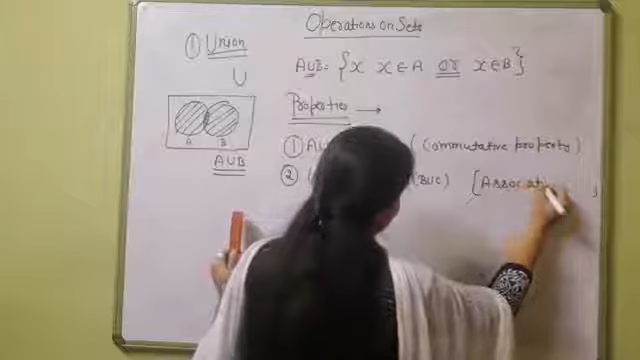 Operations on Sets
① Union
∪
A∪B= {x x∈A or x∈B}
Properties →
A B
A∪B
① A∪ (Commutative property)
② ( (B∪C) [Associati